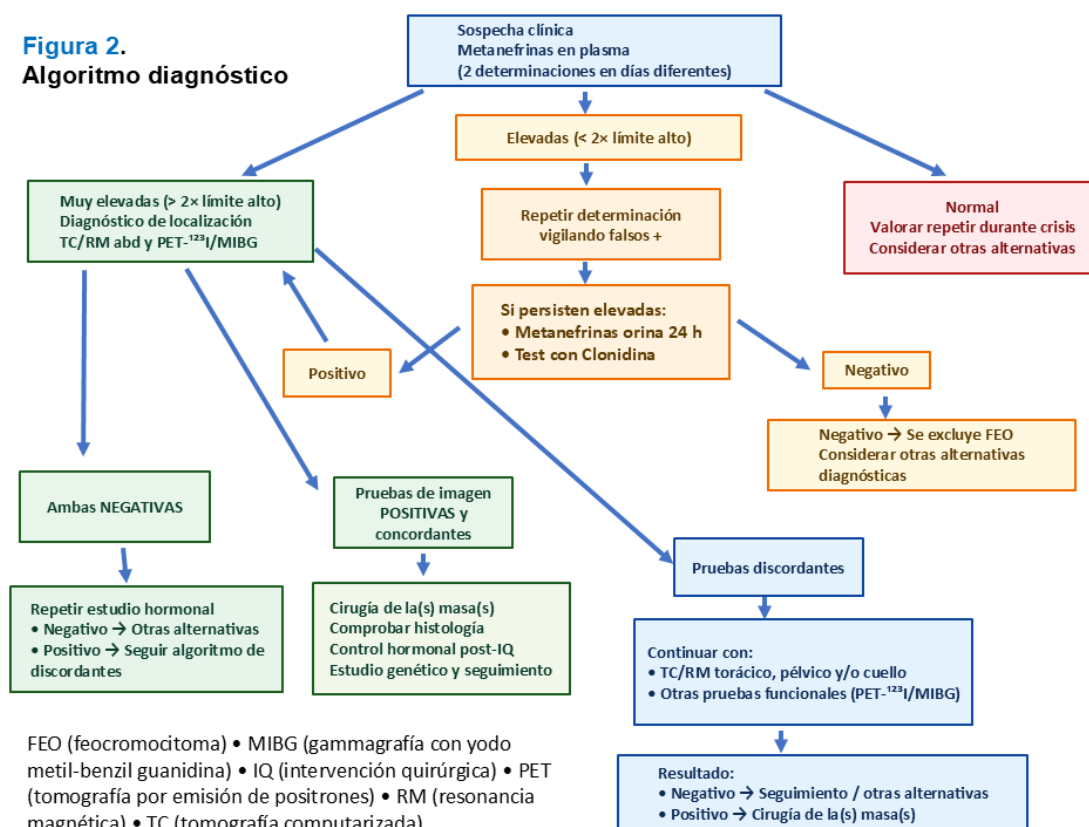 Figura 2.
Algoritmo diagnóstico
Sospecha clínica
Metanefrinas en plasma
(2 determinaciones en días diferentes)
Elevadas (< 2× límite alto)
Muy elevadas (> 2× límite alto)
Diagnóstico de localización
TC/RM abd y PET-¹²³I/MIBG
Repetir determinación
vigilando falsos +
Normal
Valorar repetir durante crisis
Considerar otras alternativas
Si persisten elevadas:
• Metanefrinas orina 24 h
• Test con Clonidina
Positivo
Negativo
Negativo → Se excluye FEO
Considerar otras alternativas
diagnósticas
Ambas NEGATIVAS
Pruebas de imagen
POSITIVAS y
concordantes
Pruebas discordantes
Repetir estudio hormonal
• Negativo → Otras alternativas
• Positivo → Seguir algoritmo de
discordantes
Cirugía de la(s) masa(s)
Comprobar histología
Control hormonal post-IQ
Estudio genético y seguimiento
Continuar con:
• TC/RM torácico, pélvico y/o cuello
• Otras pruebas funcionales (PET-¹²³I/MIBG)
Resultado:
• Negativo → Seguimiento / otras alternativas
• Positivo → Cirugía de la(s) masa(s)
FEO (feocromocitoma) • MIBG (gammagrafía con yodo
metil-benzil guanidina) • IQ (intervención quirúrgica) • PET
(tomografía por emisión de positrones) • RM (resonancia
magnética) • TC (tomografía computarizada)